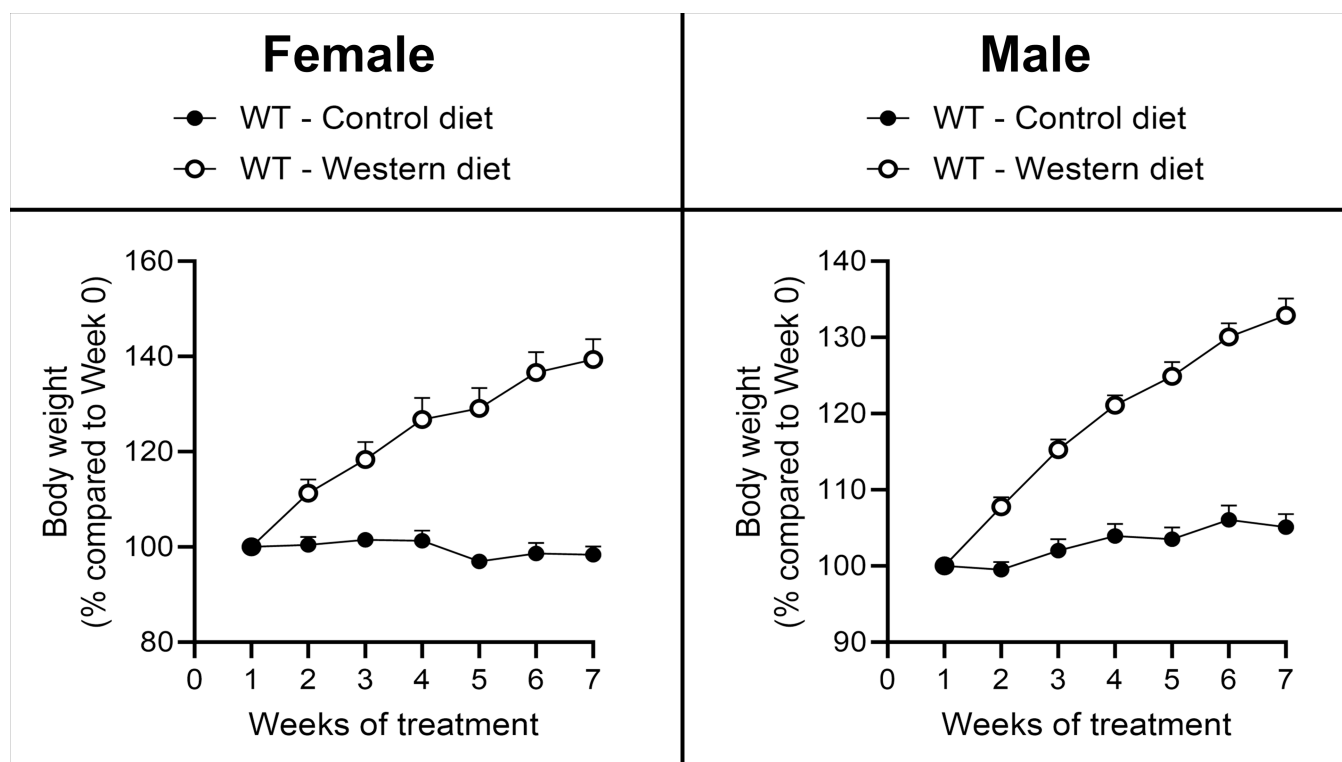 Female
WT - Control diet
WT - Western diet
Male
WT - Control diet
WT - Western diet
160
140
120
100
80
Body weight
(% compared to Week 0)
0 1 2 3 4 5 6 7
Weeks of treatment
140
130
120
110
100
90
Body weight
(% compared to Week 0)
0 1 2 3 4 5 6 7
Weeks of treatment